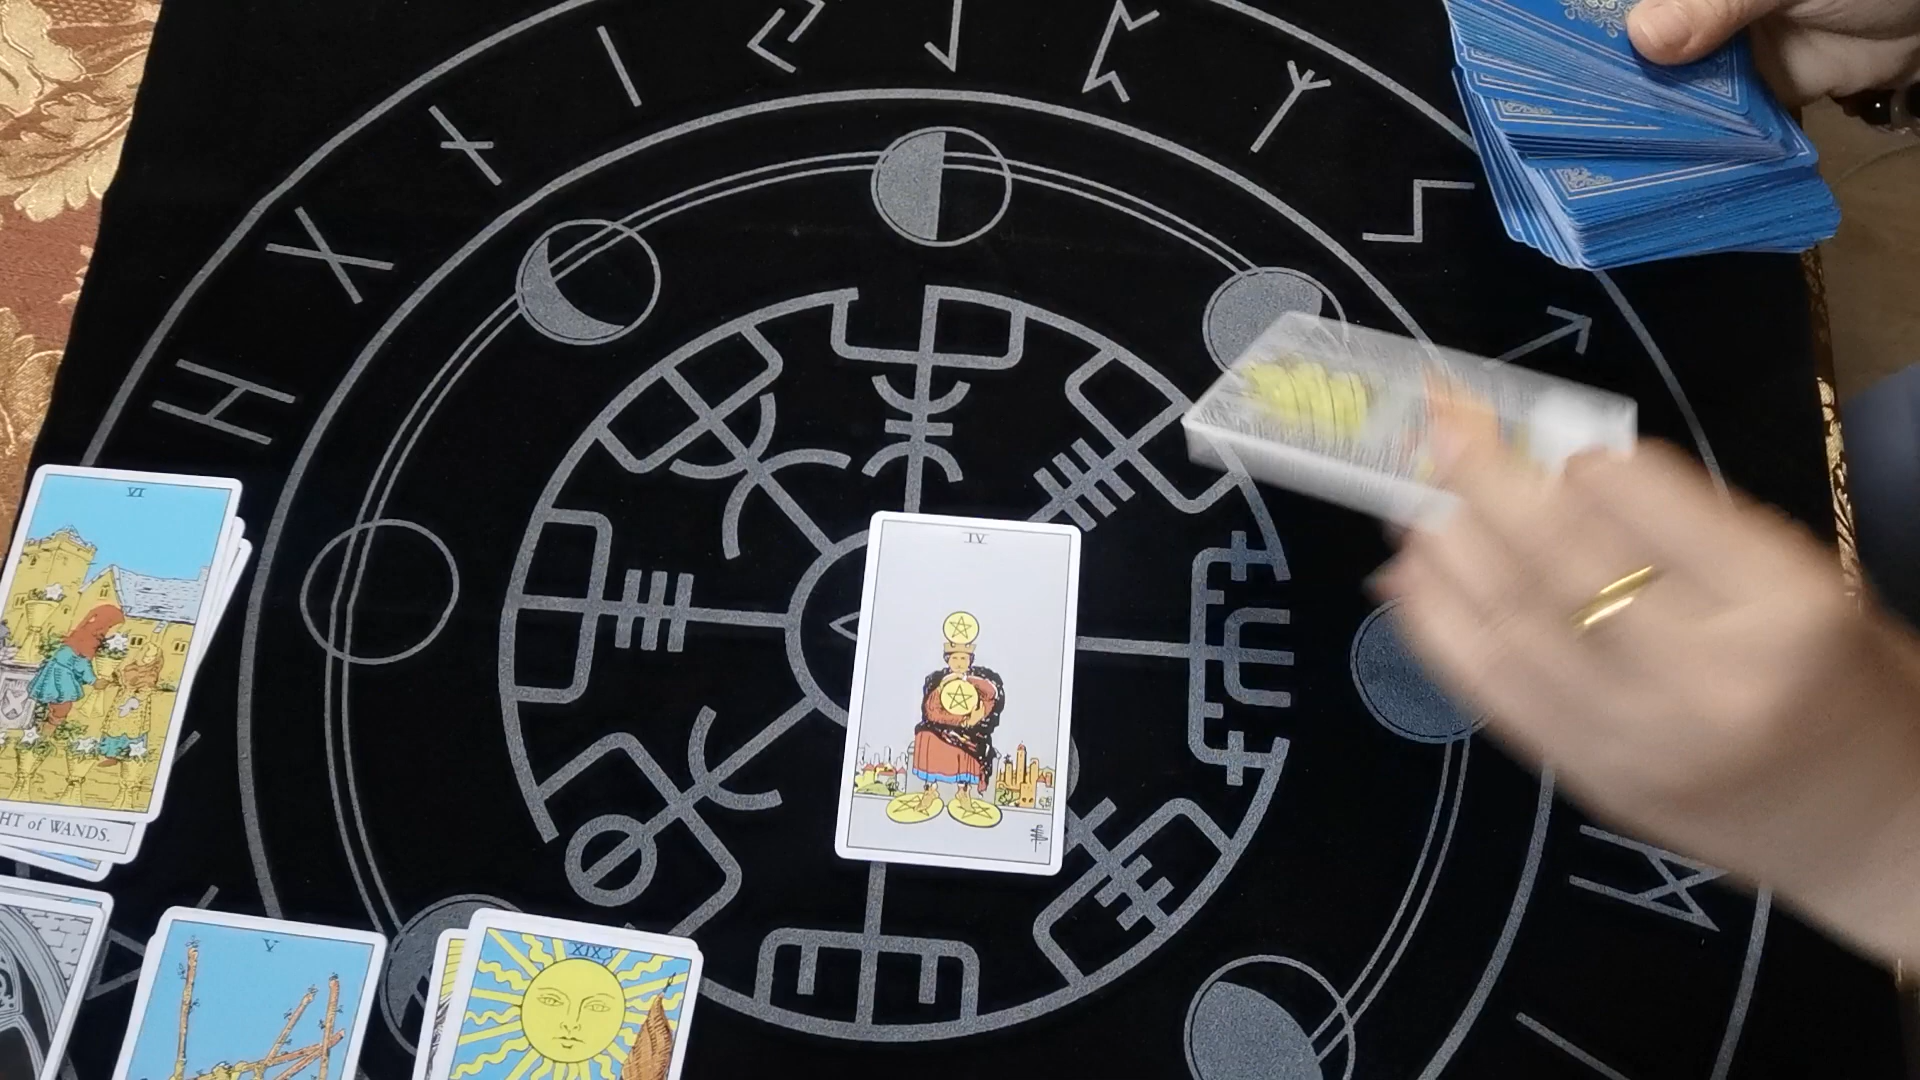 VI
IV
HT of WANDS.
V
XIX